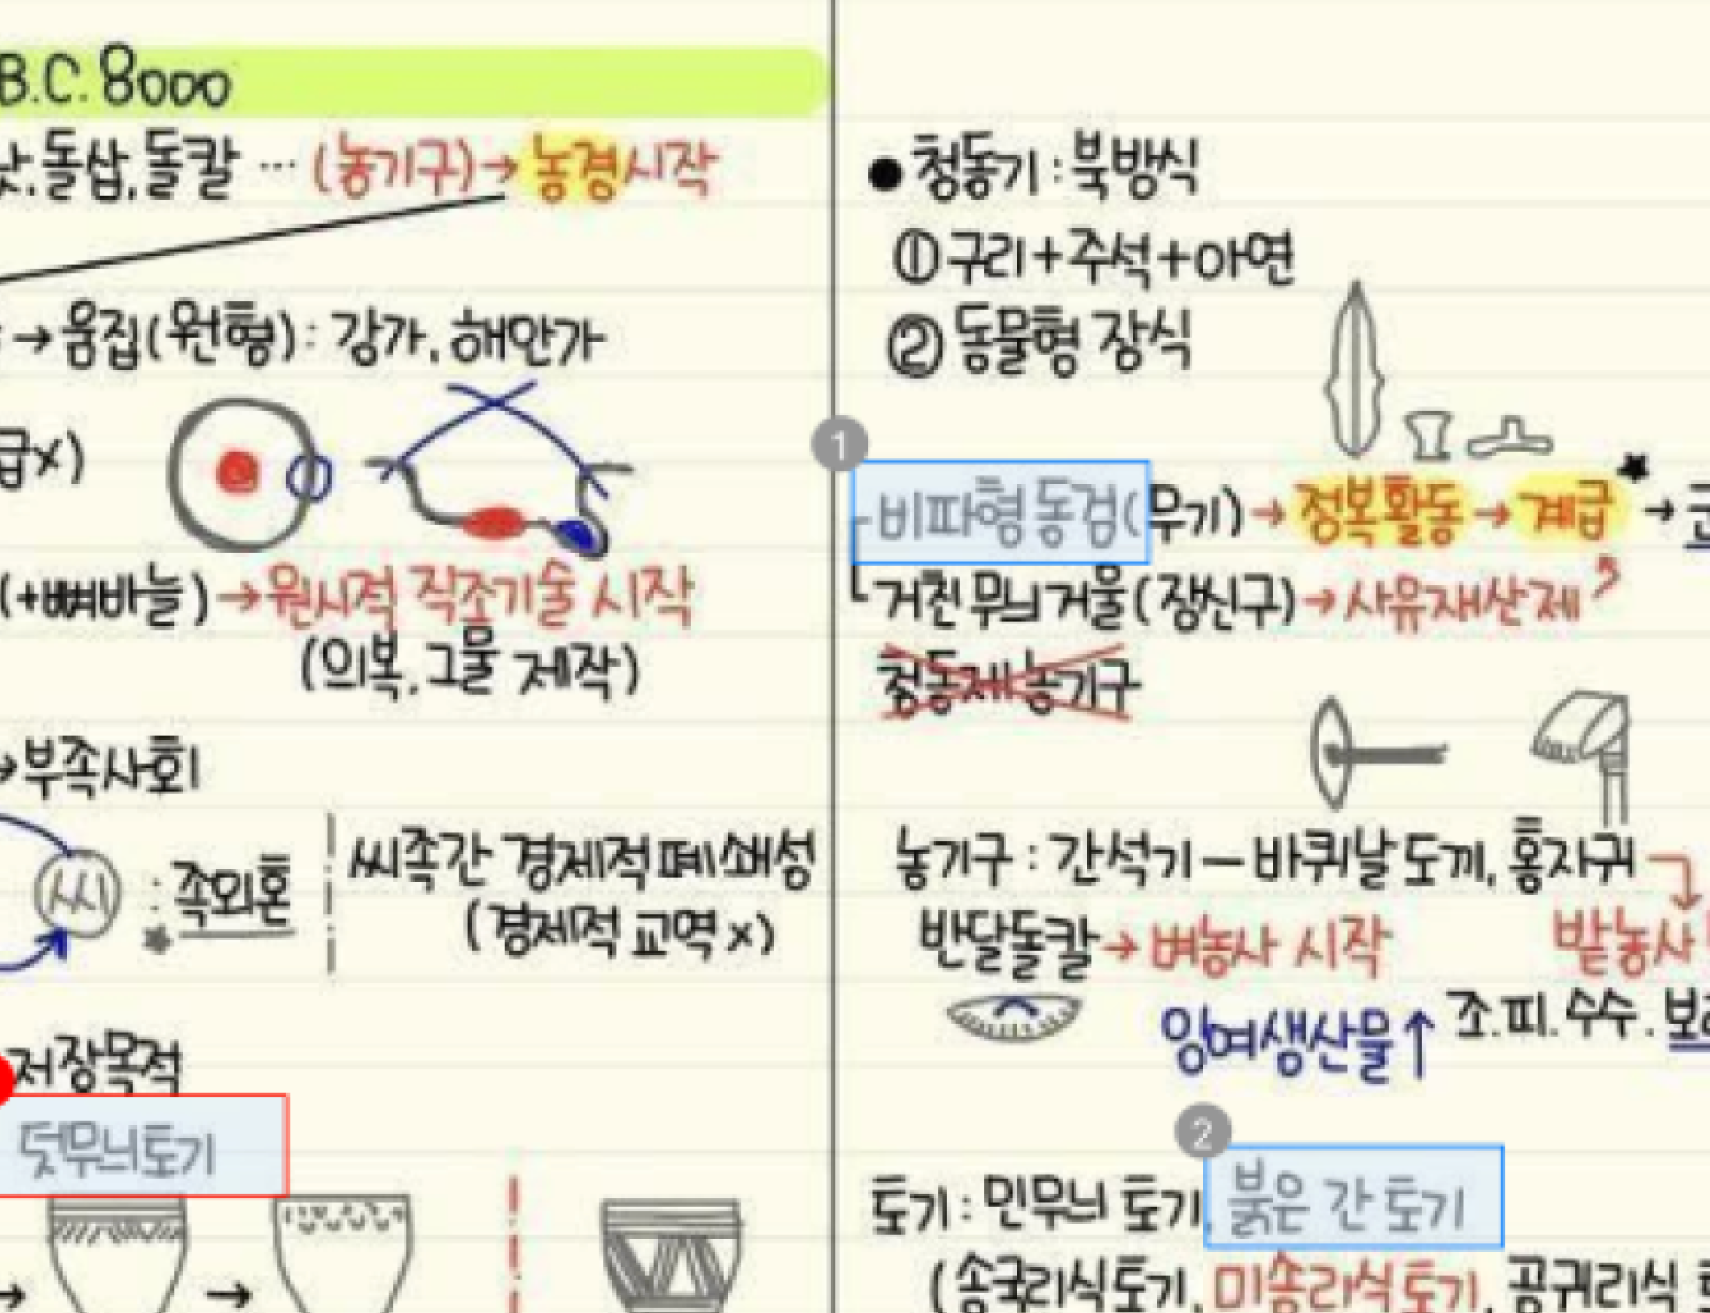 B.C. 8000
낫, 돌삽, 돌칼 … (농기구)→농경시작
→움집(원형): 강가, 해안가
급x)
(+뼈바늘)→원시적 직조기술 시작
(의복, 그물 제작)
→부족사회
씨 : 족외혼
씨족간 경제적 폐쇄성
(경제적 교역 x)
저장목적
덧무늬토기
● 청동기: 북방식
① 구리+주석+아연
② 동물형 장식
1
비파형동검(무기)→정복활동→계급→
거친무늬거울(장신구)→사유재산제
청동제농기구
농기구: 간석기 — 바퀴날도끼, 홈자귀
반달돌칼→벼농사 시작
밭농사
잉여생산물↑
조.피.수수.보리
2
토기: 민무늬 토기, 붉은 간 토기
(송국리식토기, 미송리식토기, 공귀리식